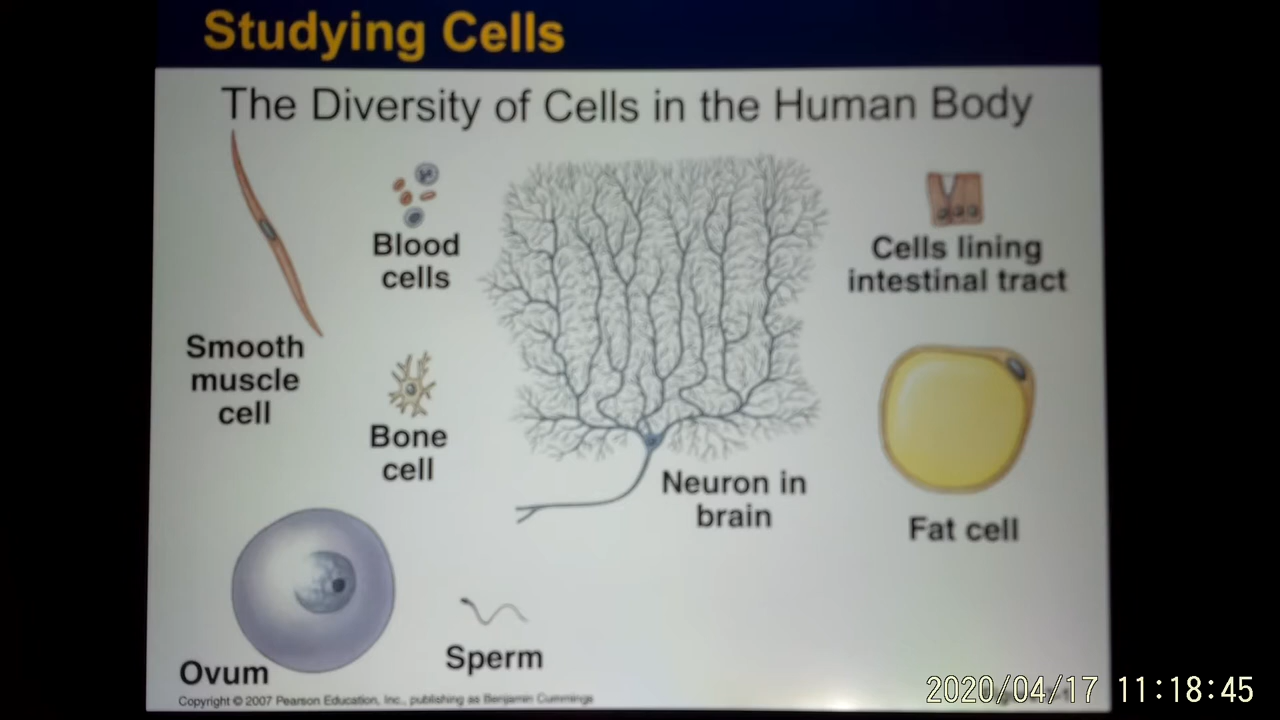 Studying Cells
The Diversity of Cells in the Human Body
Smooth
muscle
cell
Blood
cells
Bone
cell
Neuron in
brain
Cells lining
intestinal tract
Fat cell
Ovum
Sperm
Copyright © 2007 Pearson Education, Inc., publishing as Benjamin Cummings
2020/04/17 11:18:45